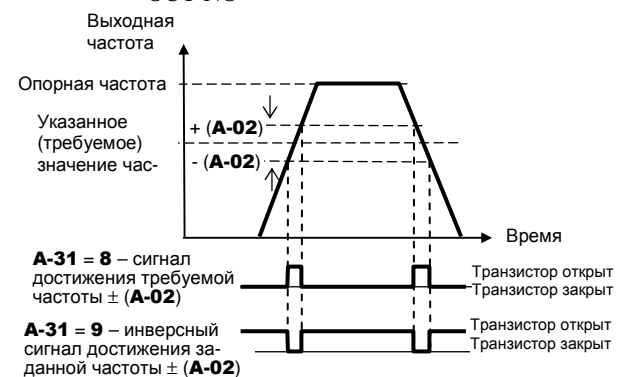 Выходная
частота
Опорная частота
Указанное
(требуемое)
значение час-
+ (A-02)
- (A-02)
Время
A-31 = 8 – сигнал
достижения требуемой
частоты ± (A-02)
Транзистор открыт
Транзистор закрыт
A-31 = 9 – инверсный
сигнал достижения за-
данной частоты ± (A-02)
Транзистор открыт
Транзистор закрыт